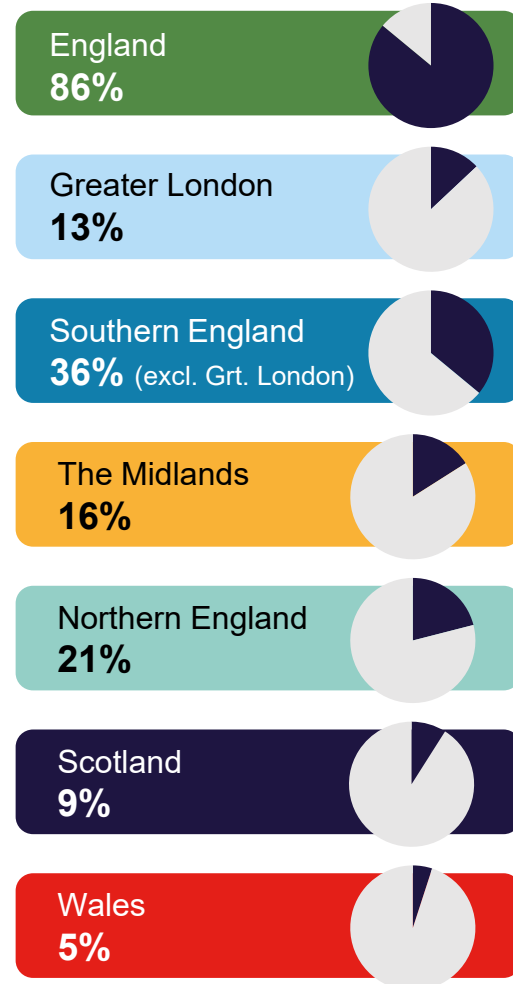 England
86%
Greater London
13%
Southern England
36% (excl. Grt. London)
The Midlands
16%
Northern England
21%
Scotland
9%
Wales
5%